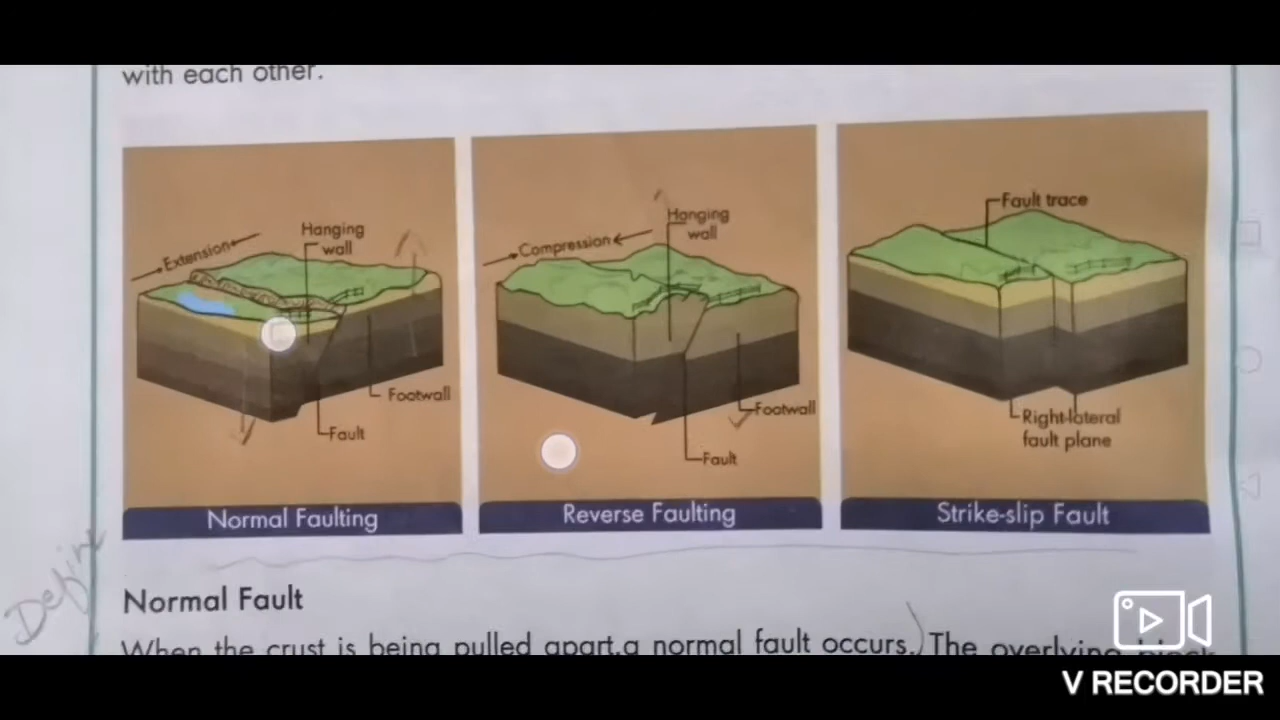 with each other.
Extension
Hanging
wall
Footwall
Fault
Normal Faulting
Compression
Hanging
wall
Footwall
Fault
Reverse Faulting
Fault trace
Right-lateral
fault plane
Strike-slip Fault
Define
Normal Fault
When the crust is being pulled apart,a normal fault occurs. The overlying block
V RECORDER